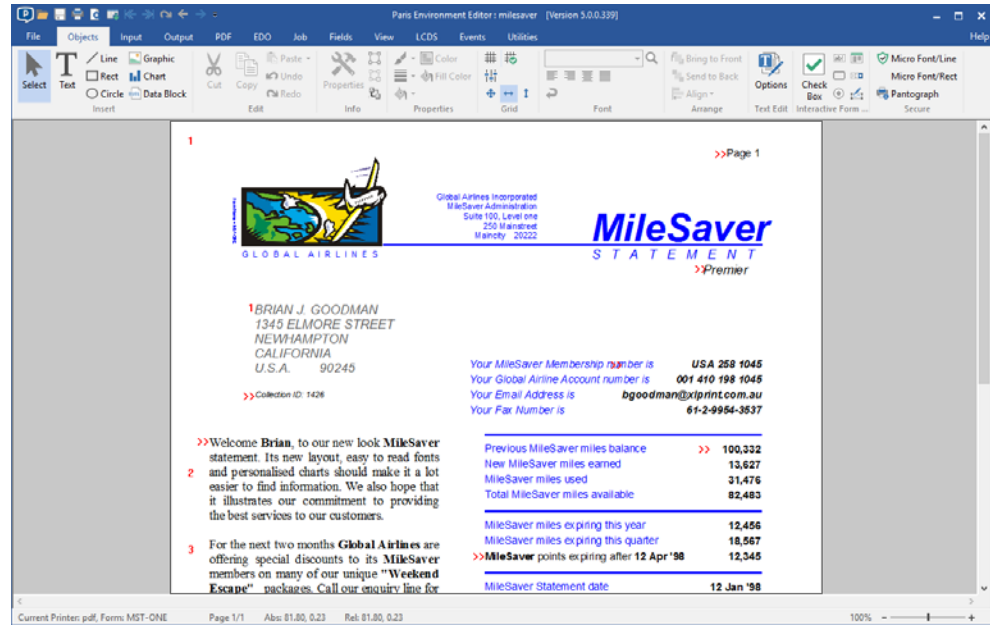 Paris Environment Editor : milesaver [Version 5.0.0.339]
File Objects Input Output PDF EDO Job Fields View LCDS Events Utilities Help
Select
Text
Line
Rect
Circle
Graphic
Chart
Data Block
Insert
Cut
Copy
Paste
Undo
Redo
Edit
Properties
Info
Color
Fill Color
Properties
Grid
Font
Bring to Front
Send to Back
Align
Arrange
Options
Text Edit
Check Box
Interactive Form ...
Micro Font/Line
Micro Font/Rect
Pantograph
Secure
1
>>Page 1
GLOBAL AIRLINES
Global Airlines Incorporated
MileSaver Administration
Suite 100, Level one
250 Mainstreet
Maincity 20222
MileSaver
STATEMENT
>>Premier
1BRIAN J. GOODMAN
1345 ELMORE STREET
NEWHAMPTON
CALIFORNIA
U.S.A. 90245
>>Collection ID: 1426
Your MileSaver Membership number is USA 258 1045
Your Global Airline Account number is 001 410 198 1045
Your Email Address is bgoodman@xlprint.com.au
Your Fax Number is 61-2-9954-3537
>>Welcome Brian, to our new look MileSaver
statement. Its new layout, easy to read fonts
2 and personalised charts should make it a lot
easier to find information. We also hope that
it illustrates our commitment to providing
the best services to our customers.
3 For the next two months Global Airlines are
offering special discounts to its MileSaver
members on many of our unique "Weekend
Escape" packages. Call our enquiry line for
Previous MileSaver miles balance >> 100,332
New MileSaver miles earned 13,627
MileSaver miles used 31,476
Total MileSaver miles available 82,483
MileSaver miles expiring this year 12,456
MileSaver miles expiring this quarter 18,567
>>MileSaver points expiring after 12 Apr '98 12,345
MileSaver Statement date 12 Jan '98
Current Printer: pdf, Form: MST-ONE Page 1/1 Abs: 81.80, 0.23 Rel: 81.80, 0.23 100%